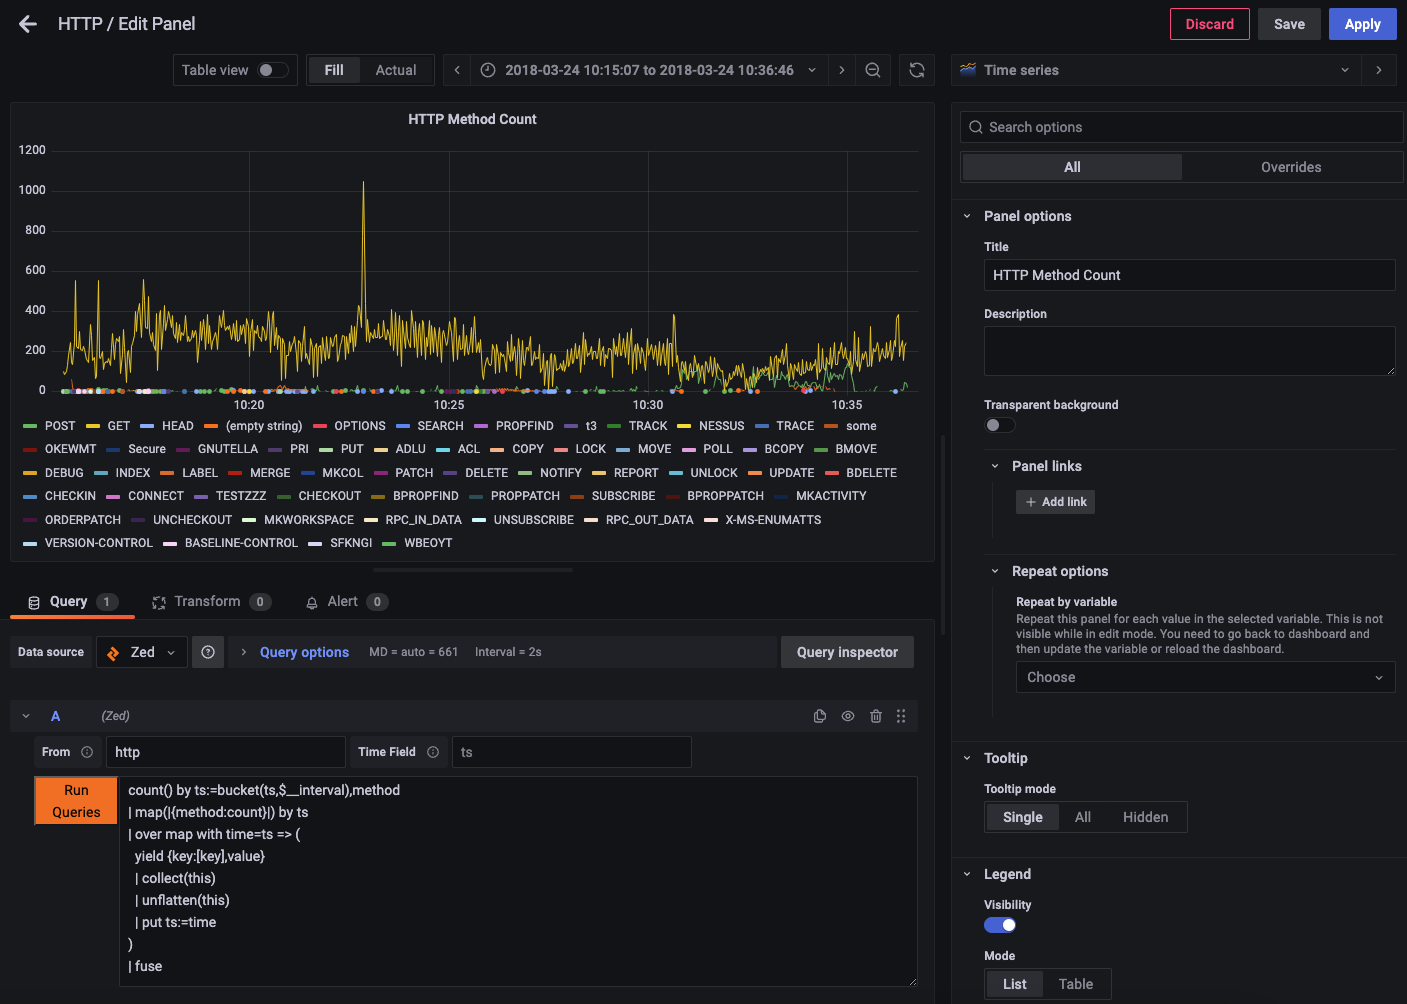 HTTP / Edit Panel
Discard
Save
Apply
Table view
Fill
Actual
2018-03-24 10:15:07 to 2018-03-24 10:36:46
Time series
HTTP Method Count
1200
1000
800
600
400
200
0
10:20
10:25
10:30
10:35
POST GET HEAD (empty string) OPTIONS SEARCH PROPFIND t3 TRACK NESSUS TRACE some
OKEWMT Secure GNUTELLA PRI PUT ADLU ACL COPY LOCK MOVE POLL BCOPY BMOVE
DEBUG INDEX LABEL MERGE MKCOL PATCH DELETE NOTIFY REPORT UNLOCK UPDATE BDELETE
CHECKIN CONNECT TESTZZZ CHECKOUT BPROPFIND PROPPATCH SUBSCRIBE BPROPPATCH MKACTIVITY
ORDERPATCH UNCHECKOUT MKWORKSPACE RPC_IN_DATA UNSUBSCRIBE RPC_OUT_DATA X-MS-ENUMATTS
VERSION-CONTROL BASELINE-CONTROL SFKNGI WBEOYT
Query 1
Transform 0
Alert 0
Data source
Zed
Query options
MD = auto = 661
Interval = 2s
Query inspector
A
(Zed)
From
http
Time Field
ts
Run
Queries
count() by ts:=bucket(ts,$__interval),method
| map(|{method:count}|) by ts
| over map with time=ts => (
yield {key:[key],value}
| collect(this)
| unflatten(this)
| put ts:=time
)
| fuse
Search options
All
Overrides
Panel options
Title
HTTP Method Count
Description
Transparent background
Panel links
+ Add link
Repeat options
Repeat by variable
Repeat this panel for each value in the selected variable. This is not
visible while in edit mode. You need to go back to dashboard and
then update the variable or reload the dashboard.
Choose
Tooltip
Tooltip mode
Single
All
Hidden
Legend
Visibility
Mode
List
Table